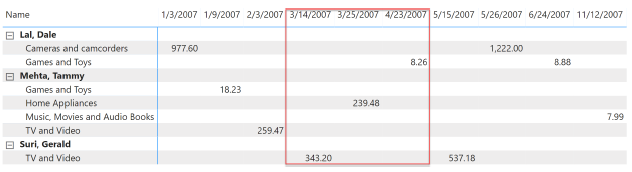 Name 1/3/2007 1/9/2007 2/3/2007 3/14/2007 3/25/2007 4/23/2007 5/15/2007 5/26/2007 6/24/2007 11/12/2007
Lal, Dale
Cameras and camcorders 977.60 1,222.00
Games and Toys 8.26 8.88
Mehta, Tammy
Games and Toys 18.23
Home Appliances 239.48
Music, Movies and Audio Books 7.99
TV and Video 259.47
Suri, Gerald
TV and Video 343.20 537.18